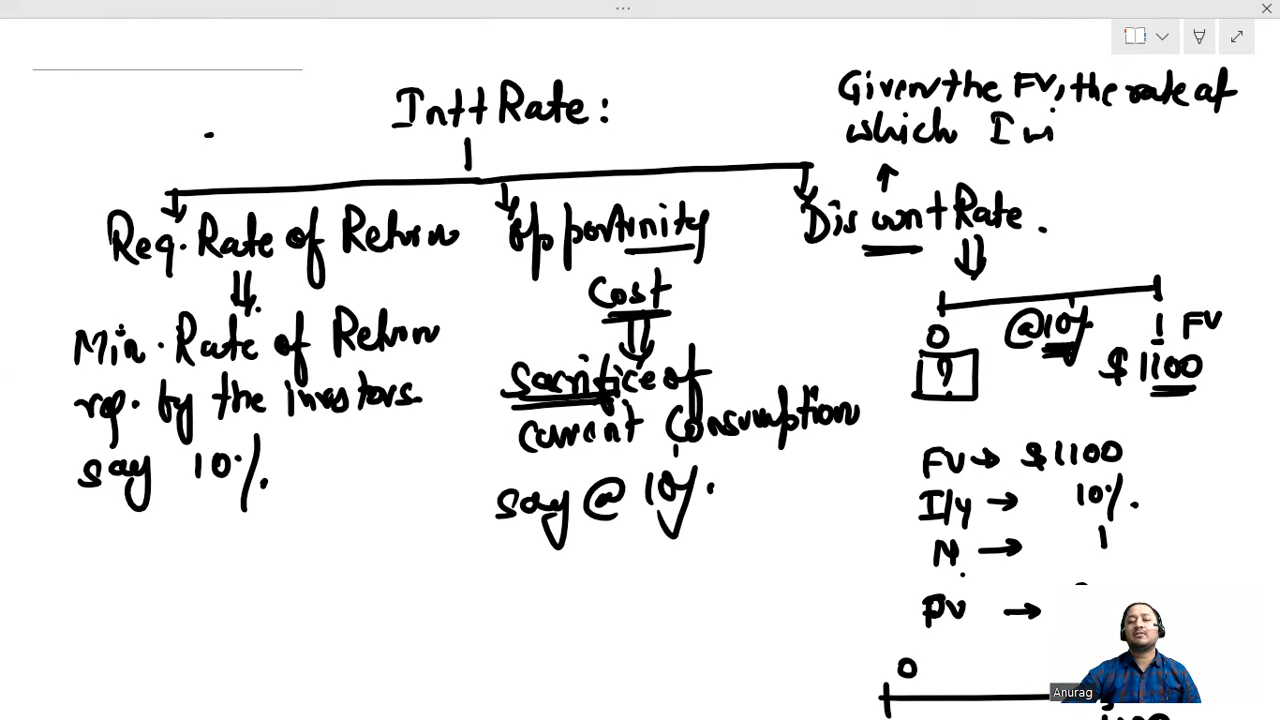 Intt Rate:
Req. Rate of Return
Min. Rate of Return
req. by the investors
say 10%.
Opportinity
Cost
sacrifice of
current Consumption
say @ 10%.
Given the FV, the rate at
which I wi
Discount Rate.
0 @10% 1 FV
? $1100
FV → $1100
I/y → 10%.
N → 1
PV →
0
Anurag